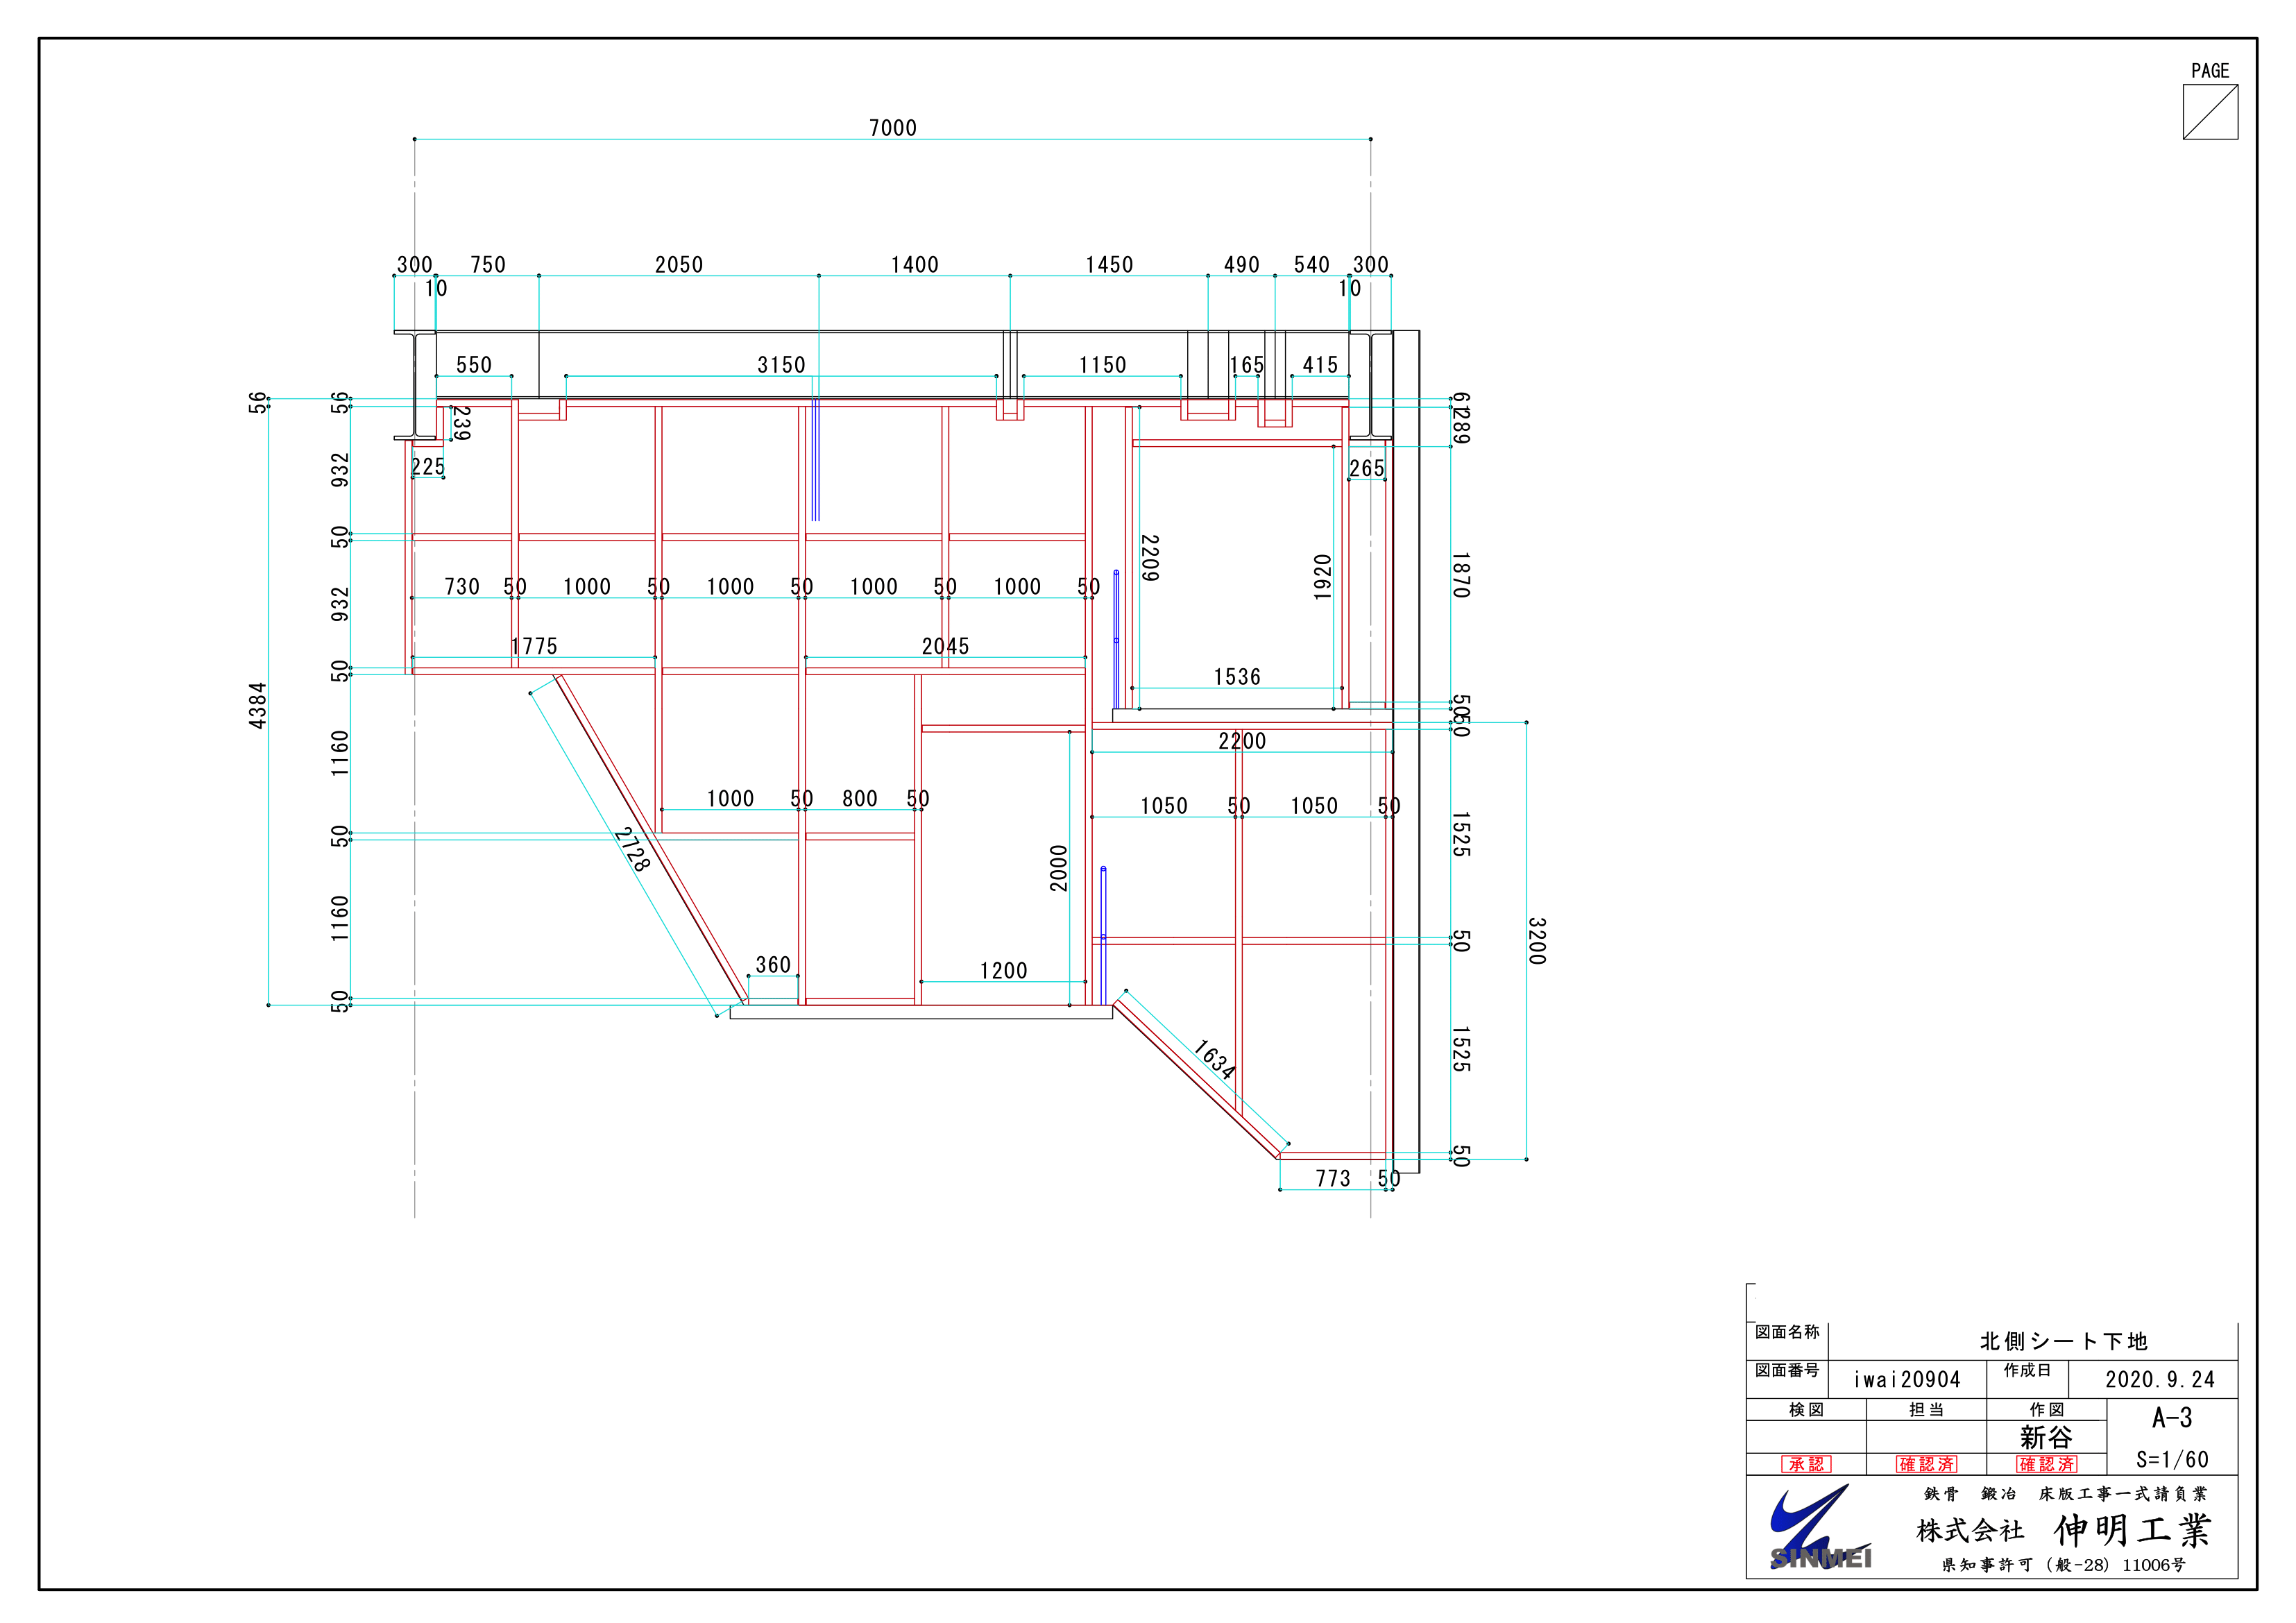 PAGE
7000
300 750 2050 1400 1450 490 540 300
10 10
550 3150 1150 165 415
56 56 239 61 289
932 225 265
50
2209 1920 1870
730 50 1000 50 1000 50 1000 50 1000 50
932
1775 2045
50 1536
4384 50 50 50
1160 2200
1000 50 800 50 1050 50 1050 50
50 2728 2000 1525
1160 50 3200
360 1200
50
1634 1525
50
773 50
図面名称 北側シート下地
図面番号 iwai20904 作成日 2020.9.24
検図 担当 作図 A-3
新谷
承認 確認済 確認済 S=1/60
鉄骨 鍛冶 床版工事一式請負業
SINMEI 株式会社 伸明工業
県知事許可(般-28)11006号